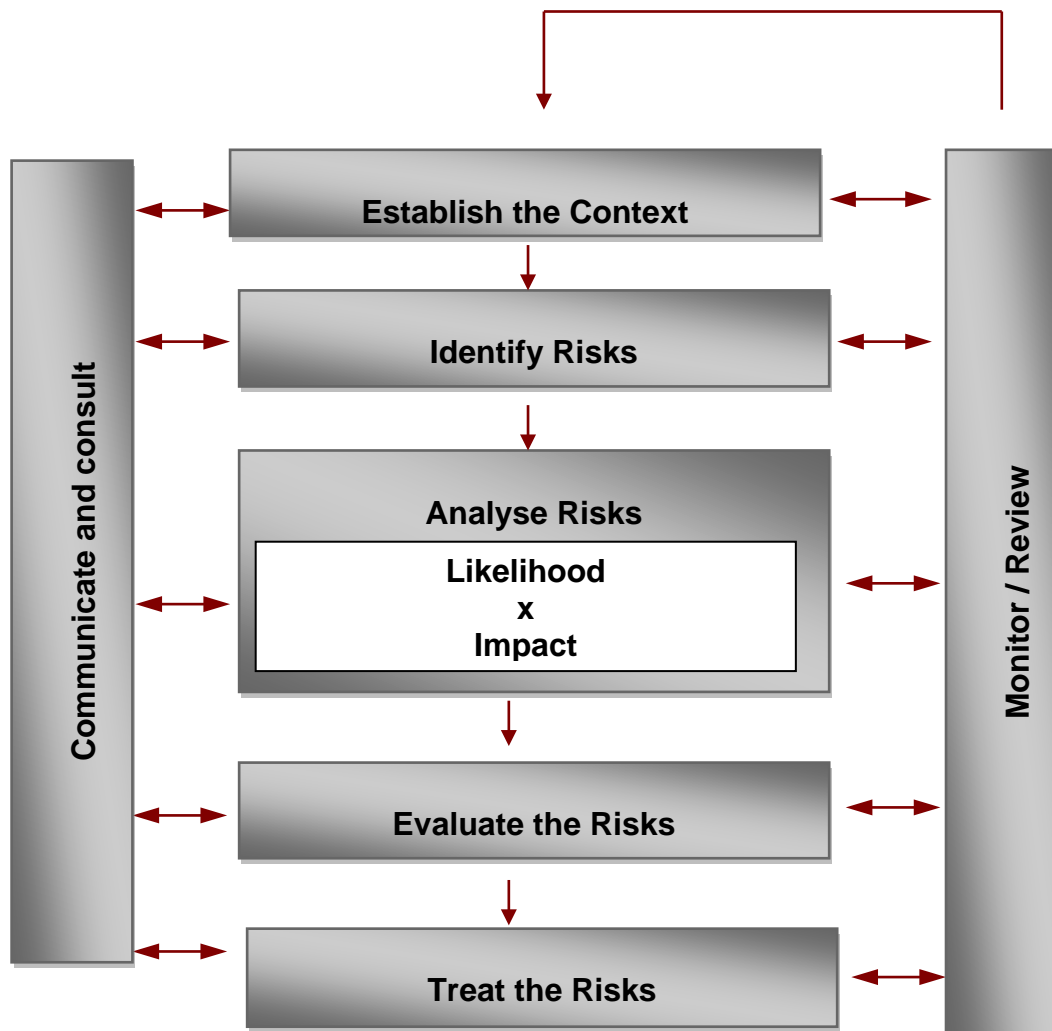 Establish the Context
Identify Risks
Analyse Risks
Likelihood
x
Impact
Evaluate the Risks
Treat the Risks
Communicate and consult
Monitor / Review